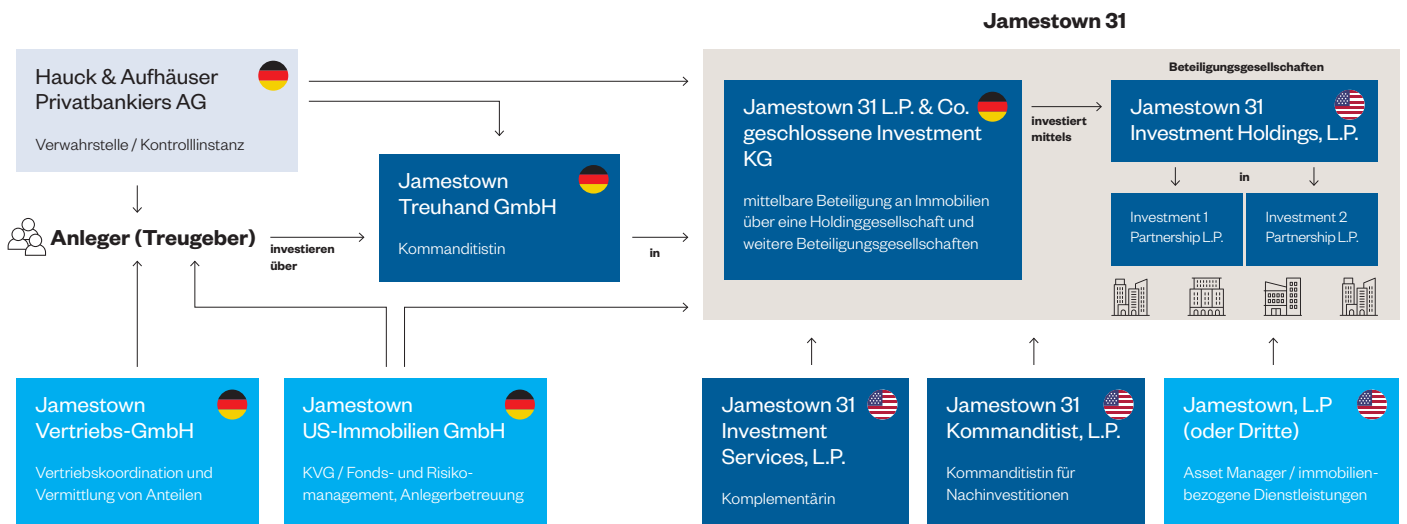 Jamestown 31
Hauck & Aufhäuser
Privatbankiers AG
Verwahrstelle / Kontrolllinstanz
Anleger (Treugeber)
investieren
über
Jamestown
Treuhand GmbH
Kommanditistin
in
Jamestown 31 L.P. & Co.
geschlossene Investment
KG
mittelbare Beteiligung an Immobilien
über eine Holdinggesellschaft und
weitere Beteiligungsgesellschaften
investiert
mittels
Beteiligungsgesellschaften
Jamestown 31
Investment Holdings, L.P.
in
Investment 1
Partnership L.P.
Investment 2
Partnership L.P.
Jamestown
Vertriebs-GmbH
Vertriebskoordination und
Vermittlung von Anteilen
Jamestown
US-Immobilien GmbH
KVG / Fonds- und Risiko-
management, Anlegerbetreuung
Jamestown 31
Investment
Services, L.P.
Komplementärin
Jamestown 31
Kommanditist, L.P.
Kommanditistin für
Nachinvestitionen
Jamestown, L.P
(oder Dritte)
Asset Manager / immobilien-
bezogene Dienstleistungen